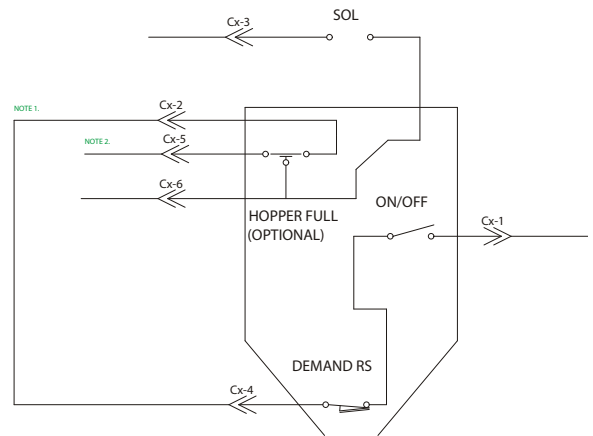 SOL
Cx-3
NOTE 1.
Cx-2
NOTE 2.
Cx-5
Cx-6
HOPPER FULL
(OPTIONAL)
ON/OFF
Cx-1
DEMAND RS
Cx-4